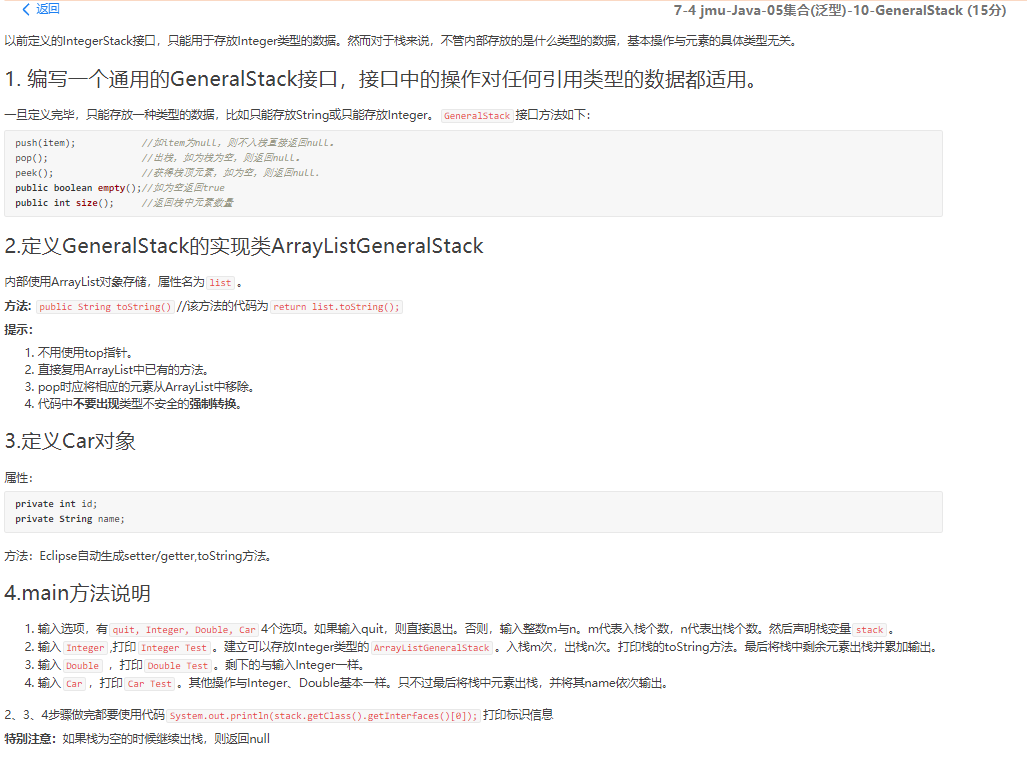 返回
7-4 jmu-Java-05集合(泛型)-10-GeneralStack (15分)
以前定义的IntegerStack接口，只能用于存放Integer类型的数据。然而对于栈来说，不管内部存放的是什么类型的数据，基本操作与元素的具体类型无关。
1. 编写一个通用的GeneralStack接口，接口中的操作对任何引用类型的数据都适用。
一旦定义完毕，只能存放一种类型的数据，比如只能存放String或只能存放Integer。 GeneralStack 接口方法如下：
push(item); //如item为null，则不入栈直接返回null。
pop(); //出栈，如为栈为空，则返回null。
peek(); //获得栈顶元素，如为空，则返回null.
public boolean empty();//如为空返回true
public int size(); //返回栈中元素数量
2.定义GeneralStack的实现类ArrayListGeneralStack
内部使用ArrayList对象存储，属性名为 list 。
方法: public String toString() //该方法的代码为 return list.toString();
提示：
1. 不用使用top指针。
2. 直接复用ArrayList中已有的方法。
3. pop时应将相应的元素从ArrayList中移除。
4. 代码中不要出现类型不安全的强制转换。
3.定义Car对象
属性：
private int id;
private String name;
方法：Eclipse自动生成setter/getter,toString方法。
4.main方法说明
1. 输入选项，有 quit, Integer, Double, Car 4个选项。如果输入quit，则直接退出。否则，输入整数m与n。m代表入栈个数，n代表出栈个数。然后声明栈变量 stack 。
2. 输入 Integer ,打印 Integer Test 。建立可以存放Integer类型的 ArrayListGeneralStack 。入栈m次，出栈n次。打印栈的toString方法。最后将栈中剩余元素出栈并累加输出。
3. 输入 Double ，打印 Double Test 。剩下的与输入Integer一样。
4. 输入 Car ，打印 Car Test 。其他操作与Integer、Double基本一样。只不过最后将栈中元素出栈，并将其name依次输出。
2、3、4步骤做完都要使用代码 System.out.println(stack.getClass().getInterfaces()[0]); 打印标识信息
特别注意：如果栈为空的时候继续出栈，则返回null